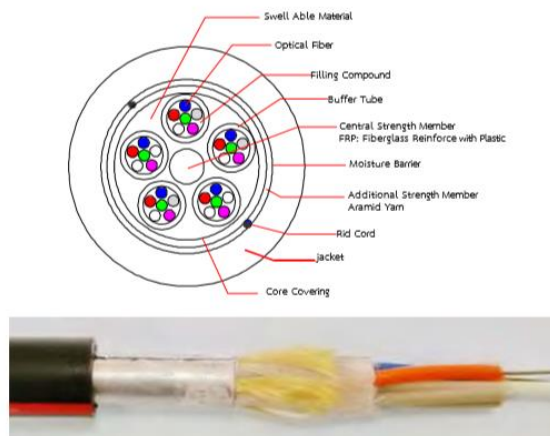 Swell Able Material
Optical Fiber
Filling Compound
Buffer Tube
Central Strength Member
FRP: Fiberglass Reinforce with Plastic
Moisture Barrier
Additional Strength Member
Aramid Yarn
Rid Cord
jacket
Core Covering